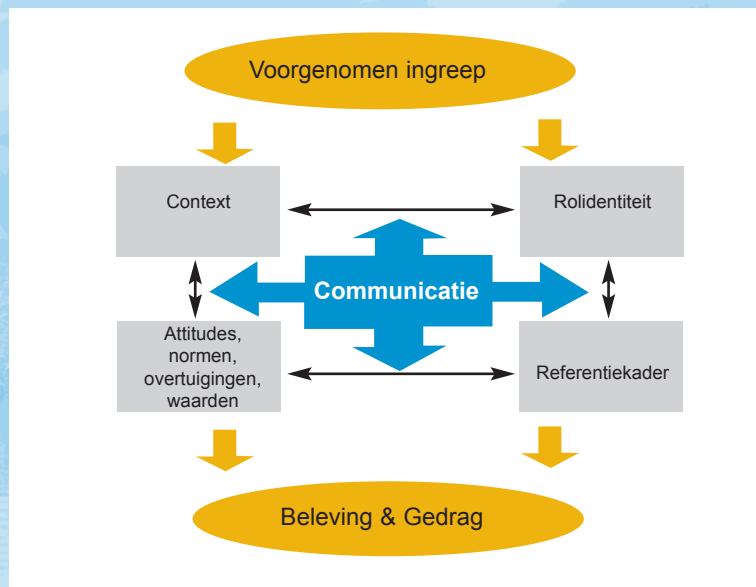 Voorgenomen ingreep
Context
Rolidentiteit
Communicatie
Attitudes,
normen,
overtuigingen,
waarden
Referentiekader
Beleving & Gedrag